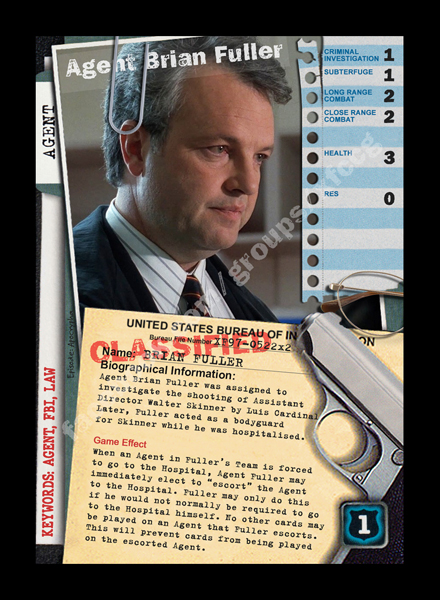 Agent Brian Fuller
AGENT
CRIMINAL
INVESTIGATION 1
SUBTERFUGE 1
LONG RANGE
COMBAT 2
CLOSE RANGE
COMBAT 2
HEALTH 3
RES 0
UNITED STATES BUREAU OF IN ION
Bureau File Number XF97-0522x2
CLASSIFIED
Name: BRIAN FULLER
Biographical Information:
Agent Brian Fuller was assigned to
investigate the shooting of Assistant
Director Walter Skinner by Luis Cardinal
Later, Fuller acted as a bodyguard
for Skinner while he was hospitalised.
Game Effect
When an Agent in Fuller's Team is forced
to go to the Hospital, Agent Fuller may
immediately elect to "escort" the Agent
to the Hospital. Fuller may only do this
if he would not normally be required to go
to the Hospital himself. No other cards may
be played on an Agent that Fuller escorts.
This will prevent cards from being played
on the escorted Agent.
KEYWORDS: AGENT, FBI, LAW
1